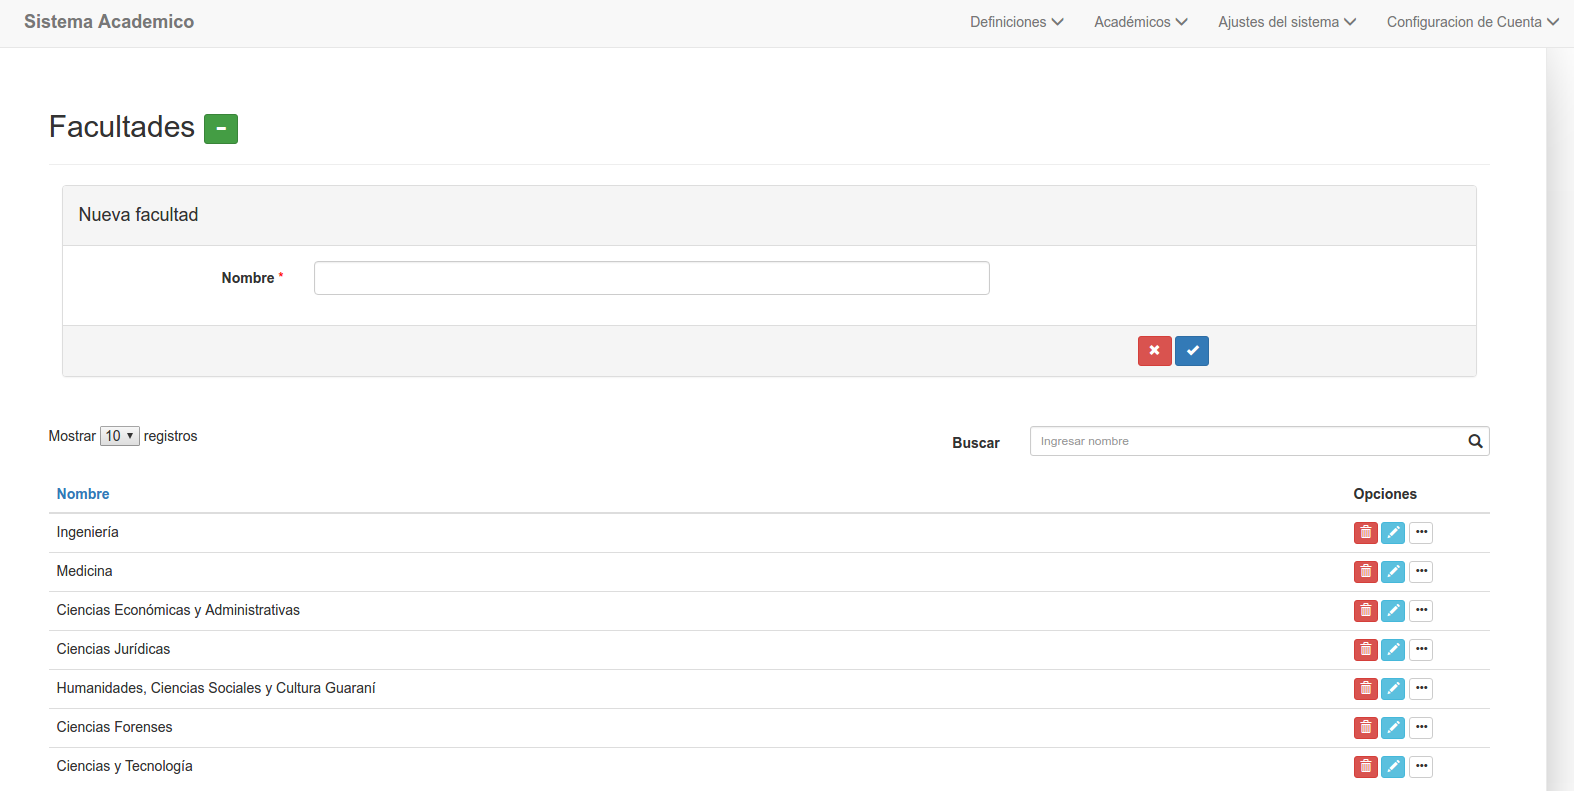 Sistema Academico
Definiciones Académicos Ajustes del sistema Configuracion de Cuenta
Facultades
Nueva facultad
Nombre *
Mostrar 10 registros
Buscar Ingresar nombre
Nombre Opciones
Ingeniería
Medicina
Ciencias Económicas y Administrativas
Ciencias Jurídicas
Humanidades, Ciencias Sociales y Cultura Guaraní
Ciencias Forenses
Ciencias y Tecnología